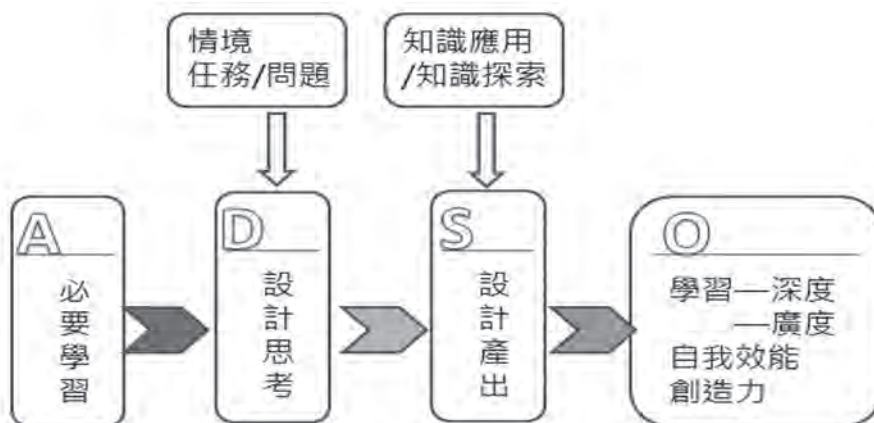 情境
任務/問題
知識應用
/知識探索
A
必要學習
D
設計思考
S
設計產出
O
學習—深度
—廣度
自我效能
創造力